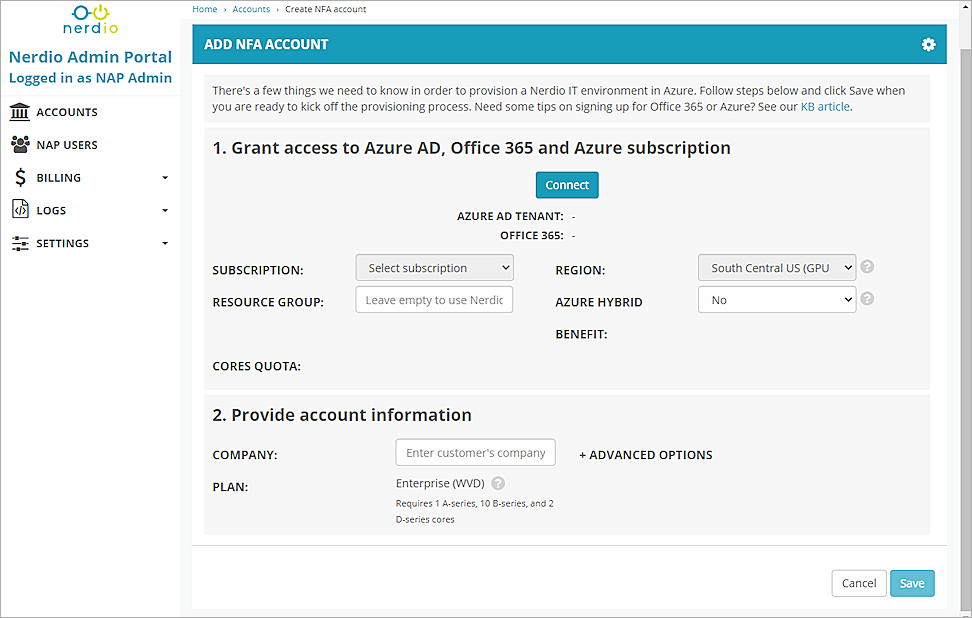 nerdio
Nerdio Admin Portal
Logged in as NAP Admin
ACCOUNTS
NAP USERS
BILLING
LOGS
SETTINGS
Home › Accounts › Create NFA account
ADD NFA ACCOUNT
There's a few things we need to know in order to provision a Nerdio IT environment in Azure. Follow steps below and click Save when
you are ready to kick off the provisioning process. Need some tips on signing up for Office 365 or Azure? See our KB article.
1. Grant access to Azure AD, Office 365 and Azure subscription
Connect
AZURE AD TENANT: -
OFFICE 365: -
SUBSCRIPTION: Select subscription REGION: South Central US (GPU ?
RESOURCE GROUP: Leave empty to use Nerdic AZURE HYBRID No ?
BENEFIT:
CORES QUOTA:
2. Provide account information
COMPANY: Enter customer's company + ADVANCED OPTIONS
PLAN: Enterprise (WVD) ?
Requires 1 A-series, 10 B-series, and 2
D-series cores
Cancel Save